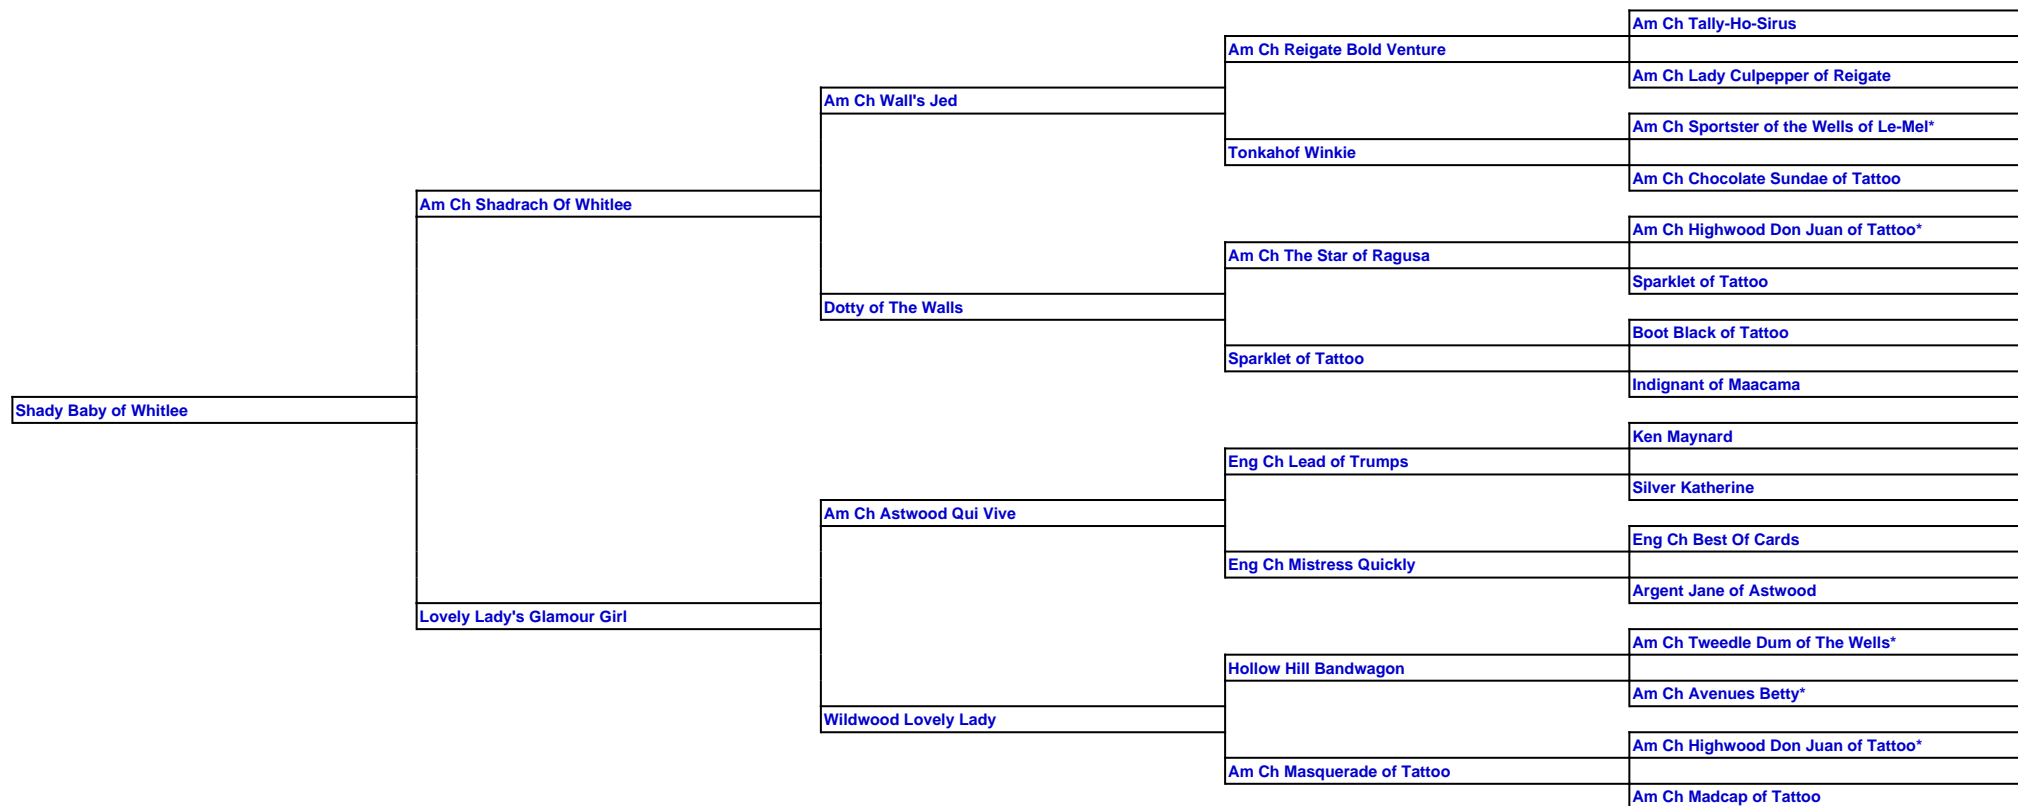 Am Ch Tally-Ho-Sirus
Am Ch Reigate Bold Venture
Am Ch Lady Culpepper of Reigate
Am Ch Wall's Jed
Am Ch Sportster of the Wells of Le-Mel*
Tonkahof Winkie
Am Ch Chocolate Sundae of Tattoo
Am Ch Shadrach Of Whitlee
Am Ch Highwood Don Juan of Tattoo*
Am Ch The Star of Ragusa
Sparklet of Tattoo
Dotty of The Walls
Boot Black of Tattoo
Sparklet of Tattoo
Indignant of Maacama
Shady Baby of Whitlee
Ken Maynard
Eng Ch Lead of Trumps
Silver Katherine
Am Ch Astwood Qui Vive
Eng Ch Best Of Cards
Eng Ch Mistress Quickly
Argent Jane of Astwood
Lovely Lady's Glamour Girl
Am Ch Tweedle Dum of The Wells*
Hollow Hill Bandwagon
Am Ch Avenues Betty*
Wildwood Lovely Lady
Am Ch Highwood Don Juan of Tattoo*
Am Ch Masquerade of Tattoo
Am Ch Madcap of Tattoo